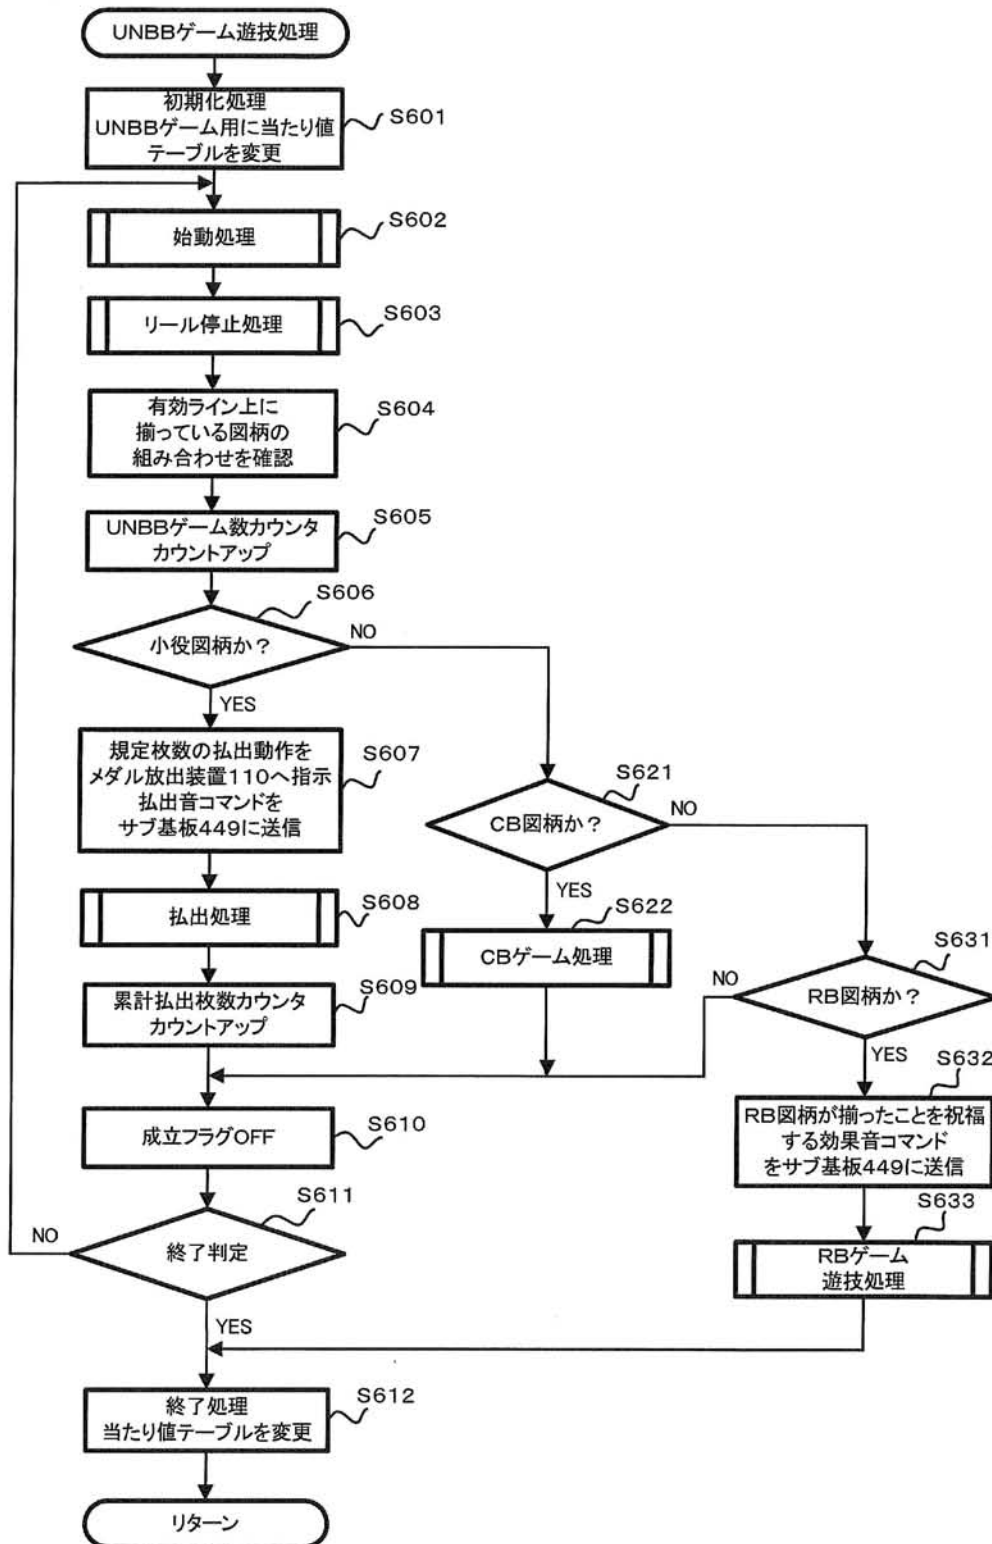 UNBBゲーム遊技処理
初期化処理
UNBBゲーム用に当たり値
テーブルを変更
S601
始動処理
S602
リール停止処理
S603
有効ライン上に
揃っている図柄の
組み合わせを確認
S604
UNBBゲーム数カウンタ
カウントアップ
S605
小役図柄か？
S606
NO
YES
規定枚数の払出動作を
メダル放出装置110へ指示
払出音コマンドを
サブ基板449に送信
S607
CB図柄か？
S621
NO
YES
払出処理
S608
CBゲーム処理
S622
累計払出枚数カウンタ
カウントアップ
S609
RB図柄か？
S631
NO
YES
成立フラグOFF
S610
RB図柄が揃ったことを祝福
する効果音コマンド
をサブ基板449に送信
S632
終了判定
S611
NO
YES
RBゲーム
遊技処理
S633
終了処理
当たり値テーブルを変更
S612
リターン